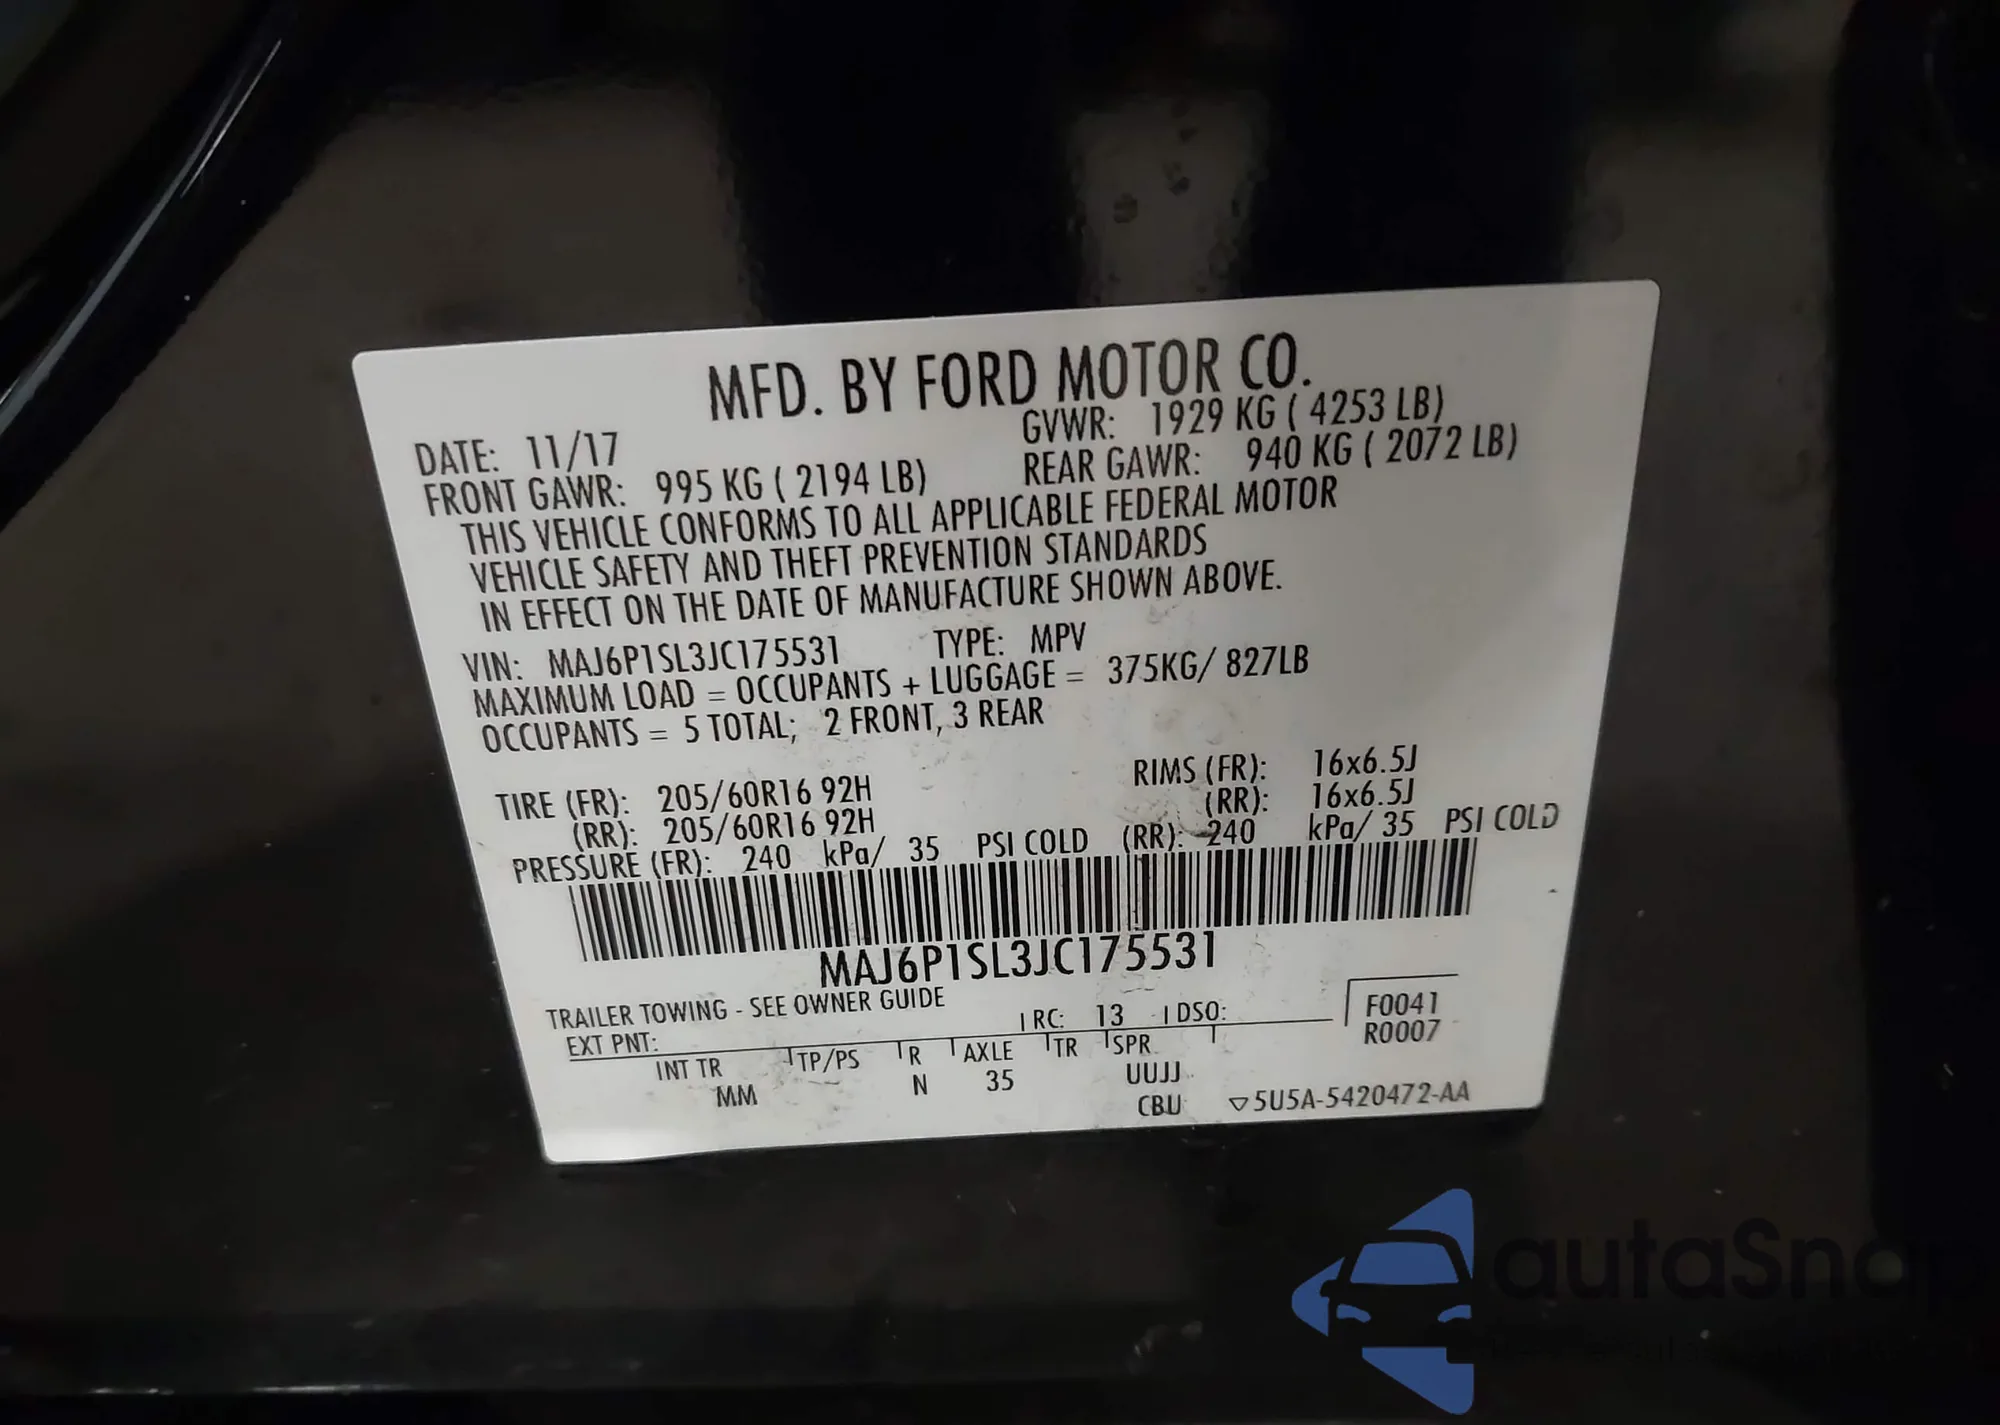 MFD. BY FORD MOTOR CO.
DATE: 11/17 GVWR: 1929 KG ( 4253 LB)
FRONT GAWR: 995 KG ( 2194 LB) REAR GAWR: 940 KG ( 2072 LB)
THIS VEHICLE CONFORMS TO ALL APPLICABLE FEDERAL MOTOR
VEHICLE SAFETY AND THEFT PREVENTION STANDARDS
IN EFFECT ON THE DATE OF MANUFACTURE SHOWN ABOVE.
VIN: MAJ6P1SL3JC175531 TYPE: MPV
MAXIMUM LOAD = OCCUPANTS + LUGGAGE = 375KG/ 827LB
OCCUPANTS = 5 TOTAL; 2 FRONT, 3 REAR
TIRE (FR): 205/60R16 92H RIMS (FR): 16x6.5J
(RR): 205/60R16 92H (RR): 16x6.5J
PRESSURE (FR): 240 kPa/ 35 PSI COLD (RR): 240 kPa/ 35 PSI COLD
MAJ6P1SL3JC175531
TRAILER TOWING - SEE OWNER GUIDE
EXT PNT: RC: 13 DSO: F0041
R0007
INT TR TP/PS R AXLE TR SPR
MM N 35 UUJJ
CBU ▽5U5A-5420472-AA
autaSnap